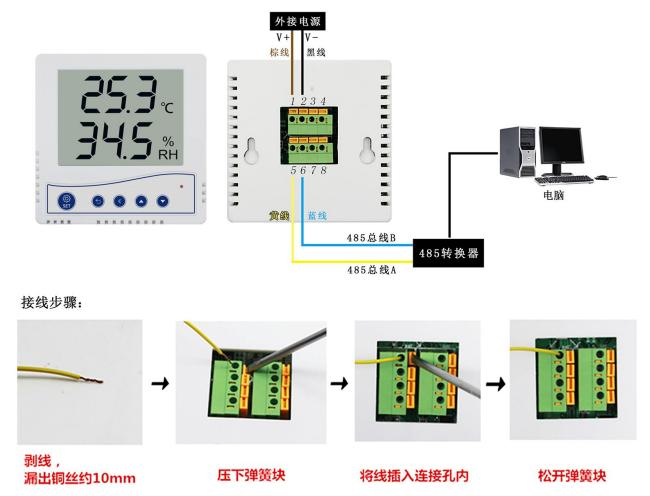 外接电源
V+ V-
棕线 黑线
1 2 3 4
25.3 ℃
34.5 %RH
SET
5 6 7 8
黄线 蓝线
485总线B
485总线A
485转换器
电脑
接线步骤：
剥线，
漏出铜丝约10mm
压下弹簧块
将线插入连接孔内
松开弹簧块